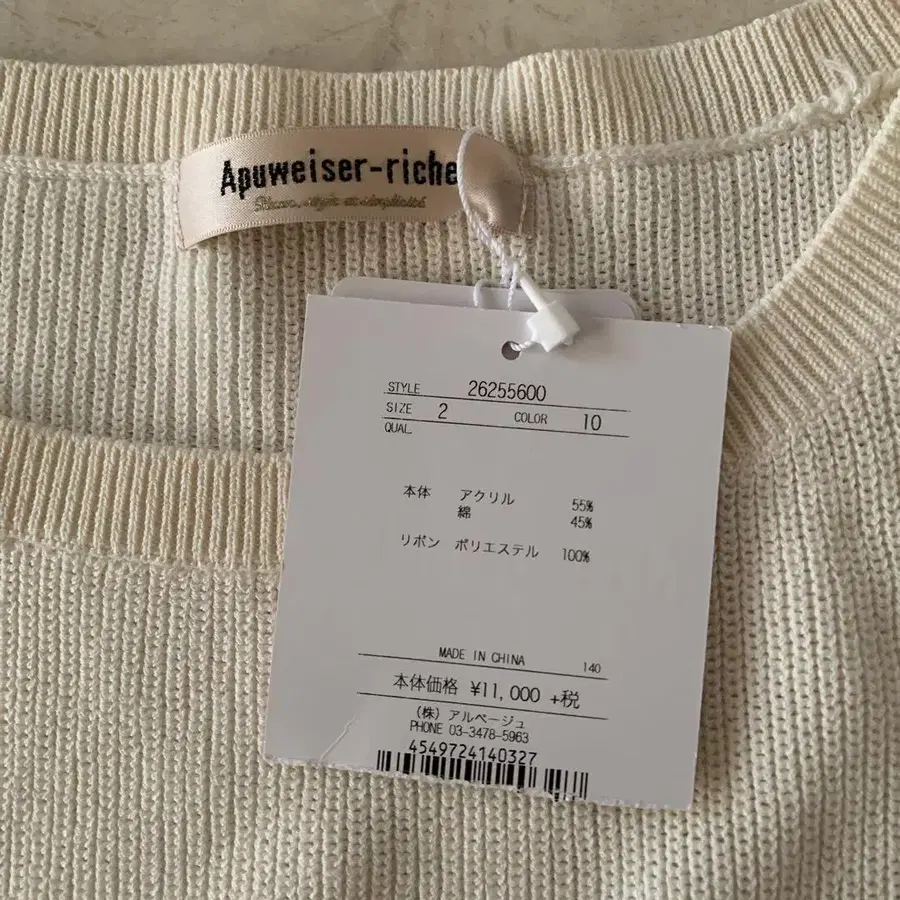 Apuweiser-riche
STYLE 26255600
SIZE 2 COLOR 10
QUAL.
本体 アクリル 55%
綿 45%
リボン ポリエステル 100%
MADE IN CHINA 140
本体価格 ¥11,000 +税
(株) アルページュ
PHONE 03-3478-5963
4549724140327